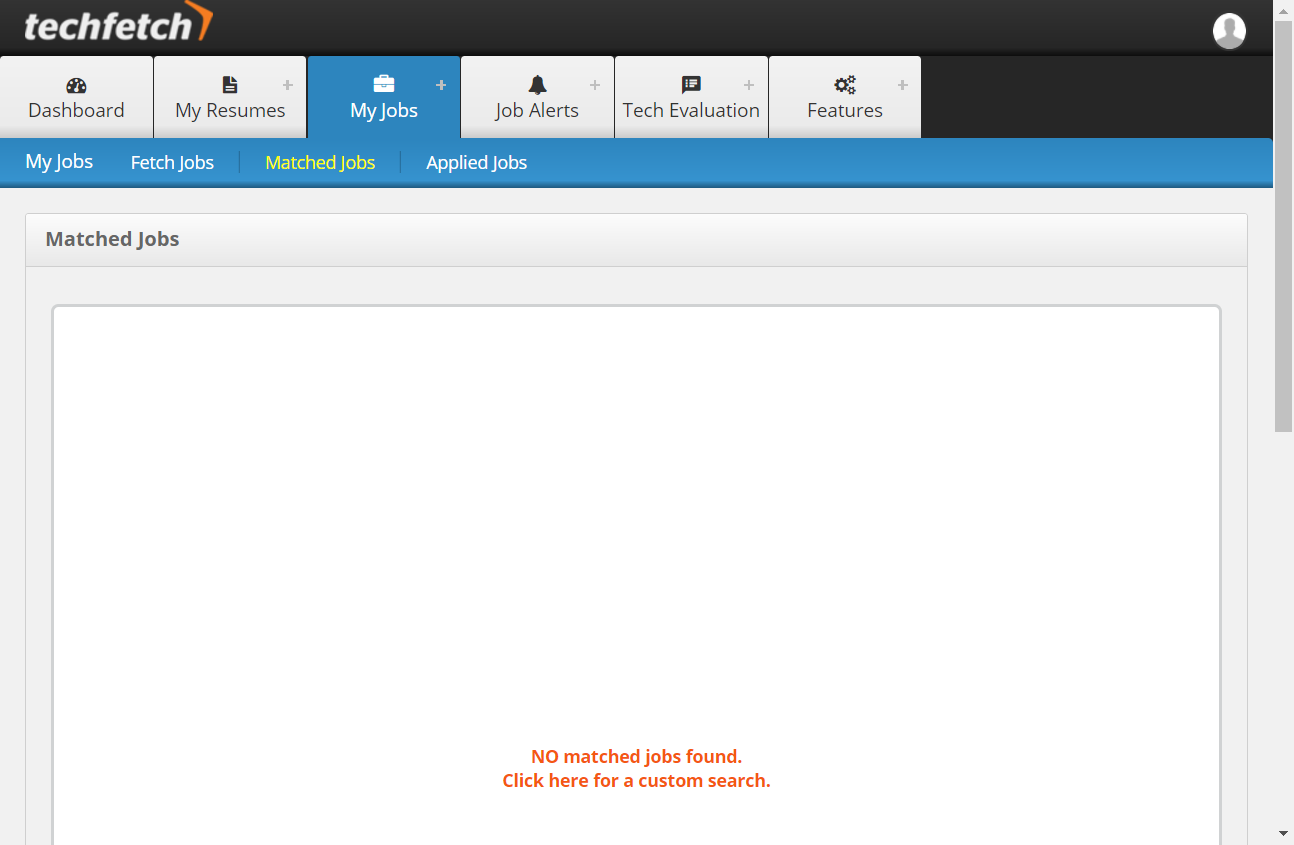 techfetch
Dashboard
My Resumes
My Jobs
Job Alerts
Tech Evaluation
Features
My Jobs
Fetch Jobs
Matched Jobs
Applied Jobs
Matched Jobs
NO matched jobs found.
Click here for a custom search.